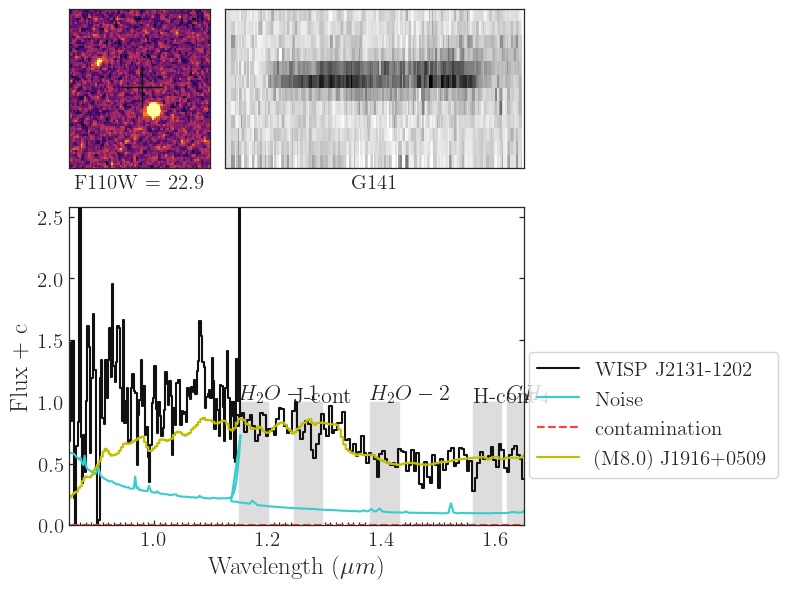 F110W = 22.9
G141
2.5
2.0
1.5
1.0
0.5
0.0
Flux + c
H₂O − 1
J-cont
H₂O − 2
H-cont
CH₄
1.0
1.2
1.4
1.6
Wavelength (μm)
WISP J2131-1202
Noise
contamination
(M8.0) J1916+0509